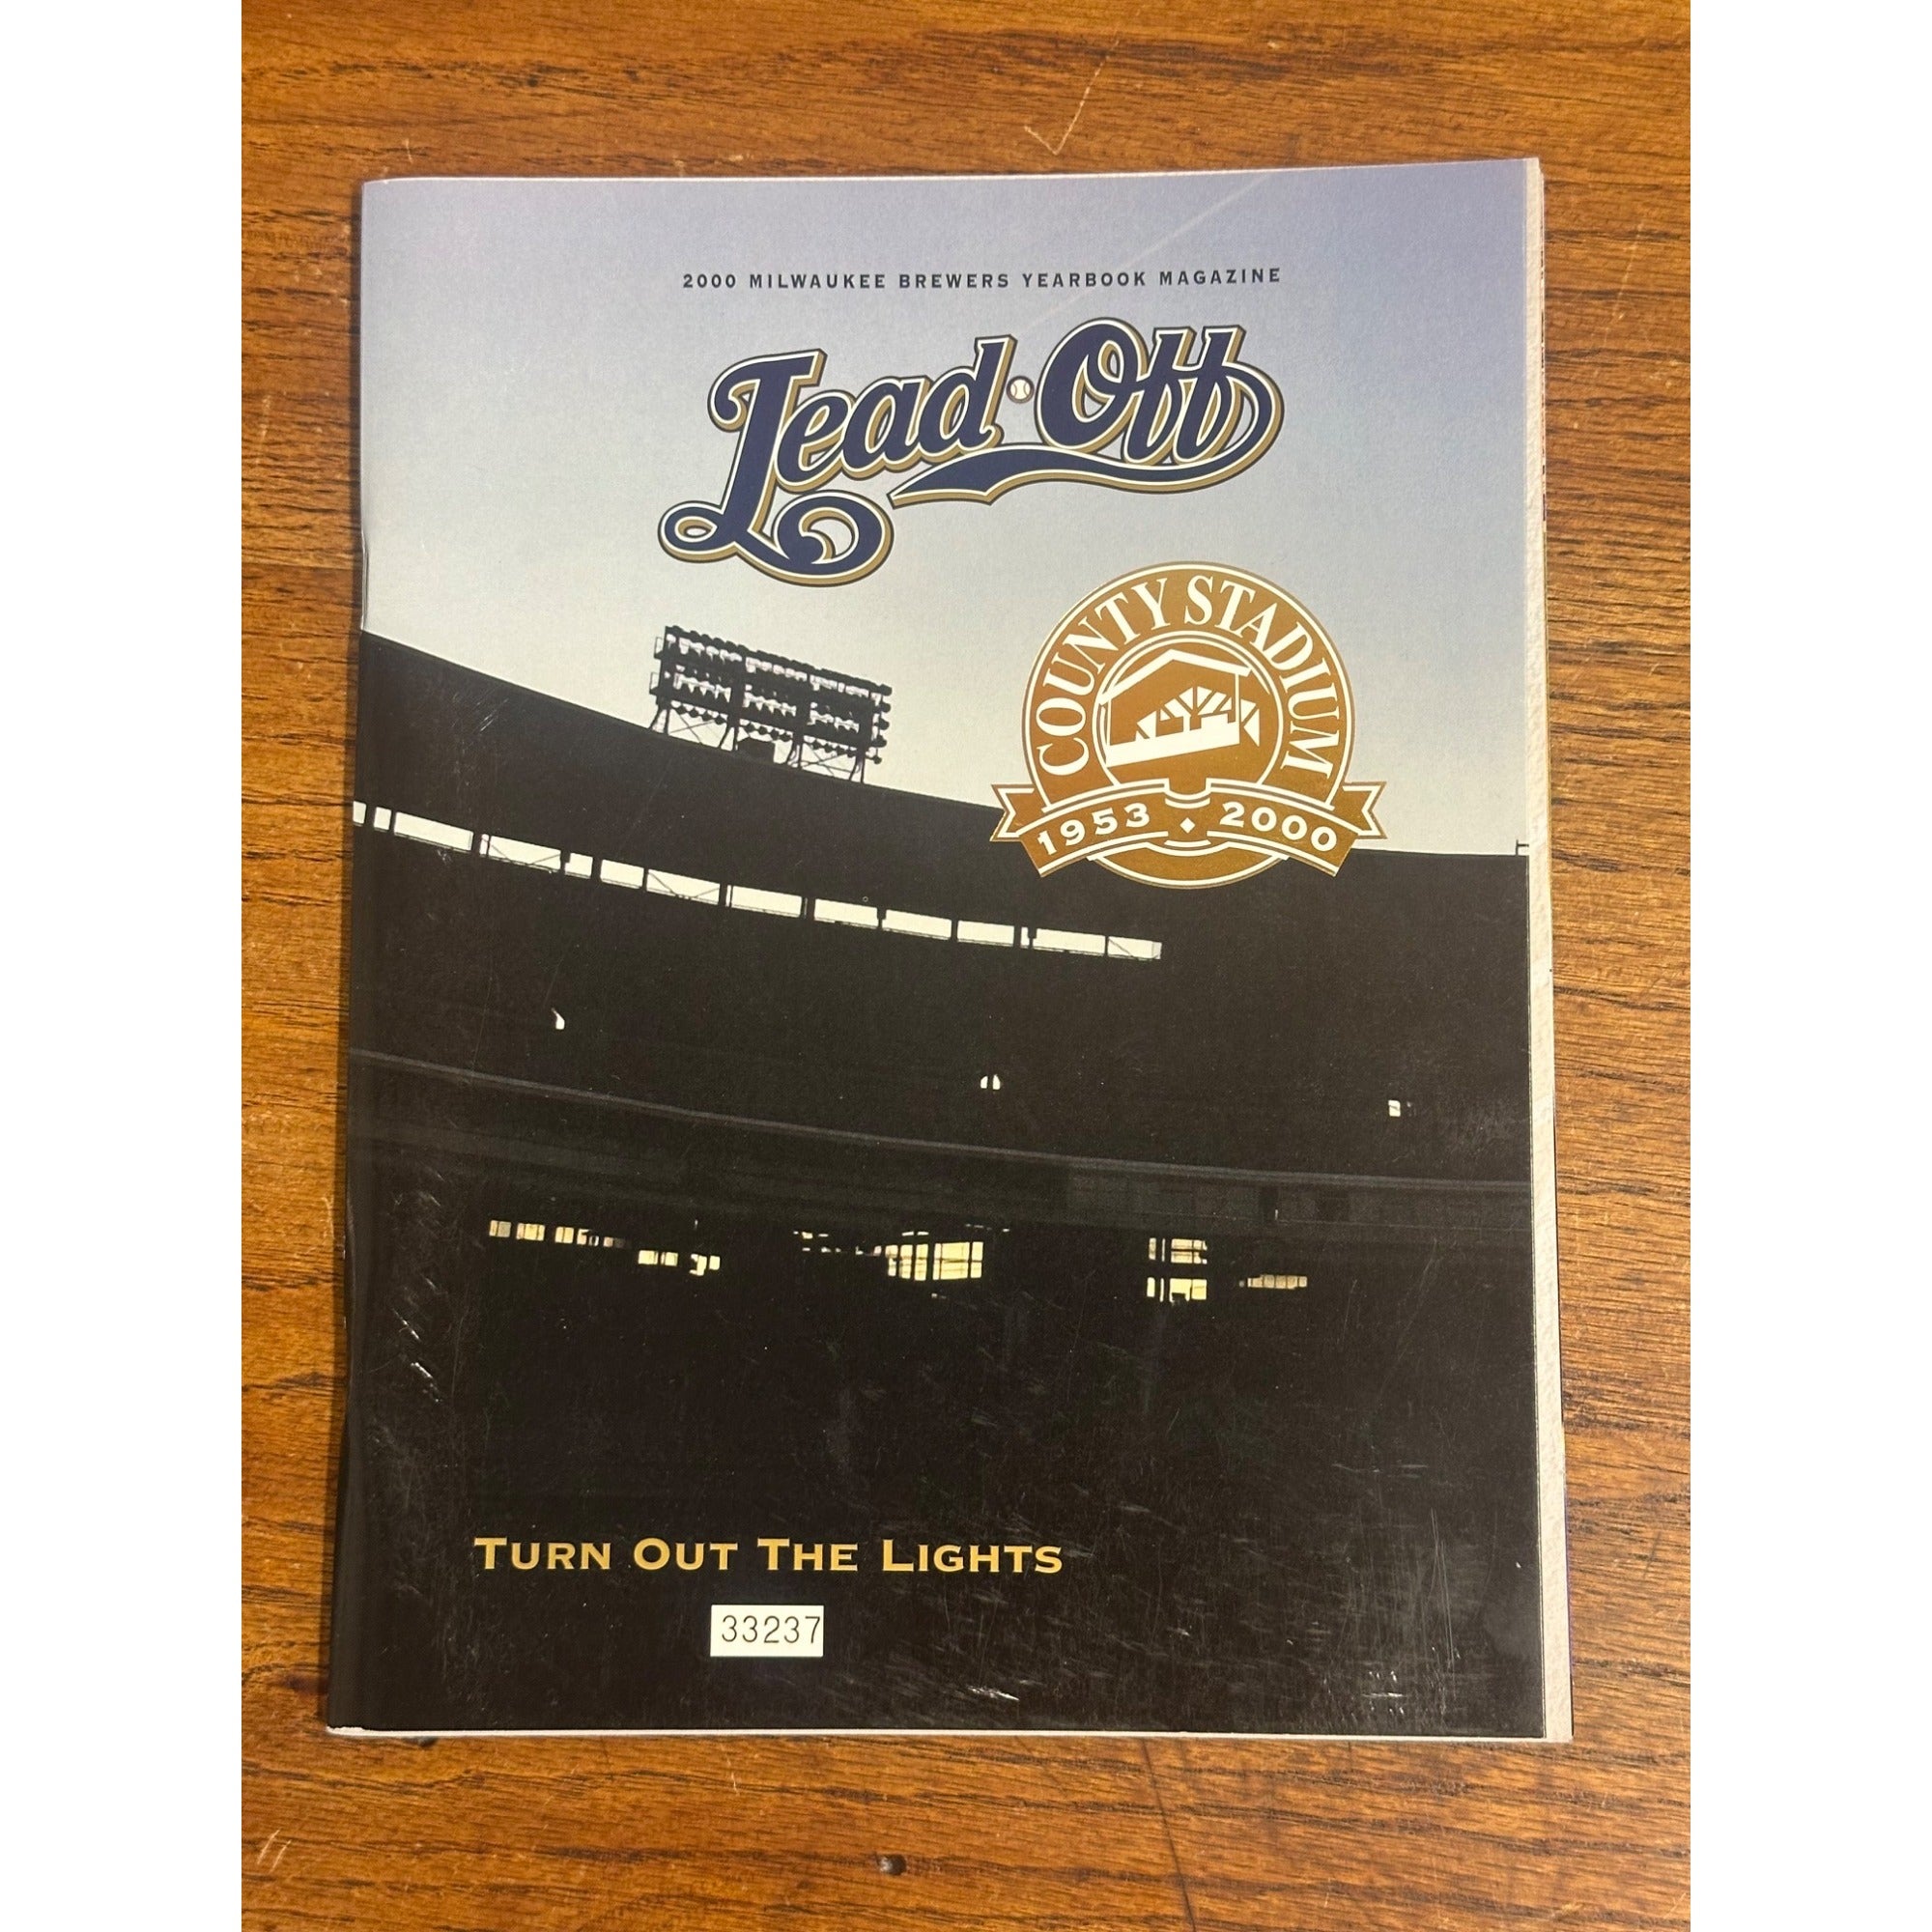 2000 MILWAUKEE BREWERS YEARBOOK MAGAZINE
Lead·Off
COUNTY STADIUM
1953 ◆ 2000
TURN OUT THE LIGHTS
33237